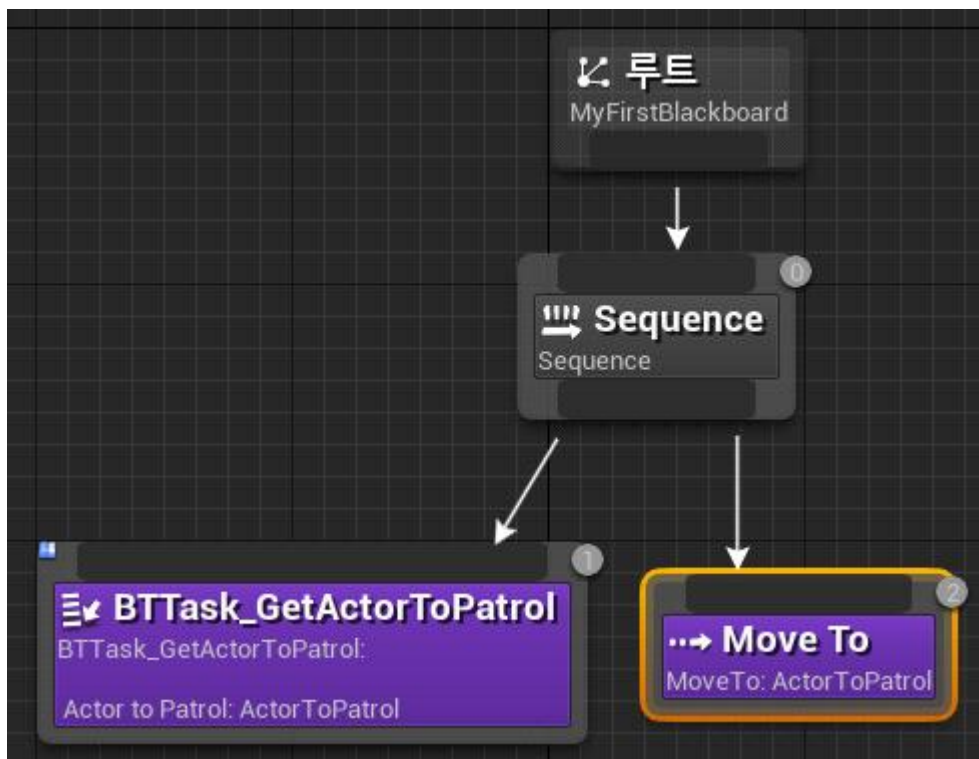 루트
MyFirstBlackboard
0
Sequence
Sequence
1
BTTask_GetActorToPatrol
BTTask_GetActorToPatrol:
Actor to Patrol: ActorToPatrol
2
Move To
MoveTo: ActorToPatrol